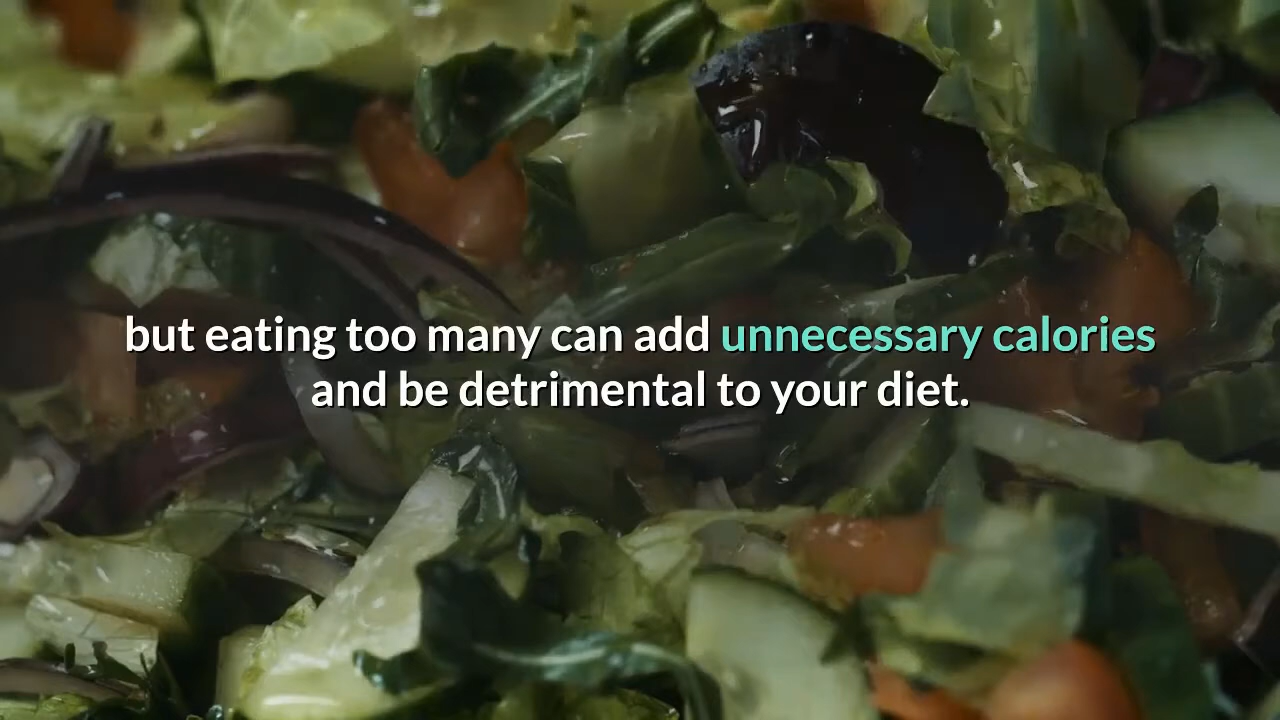 but eating too many can add unnecessary calories
and be detrimental to your diet.